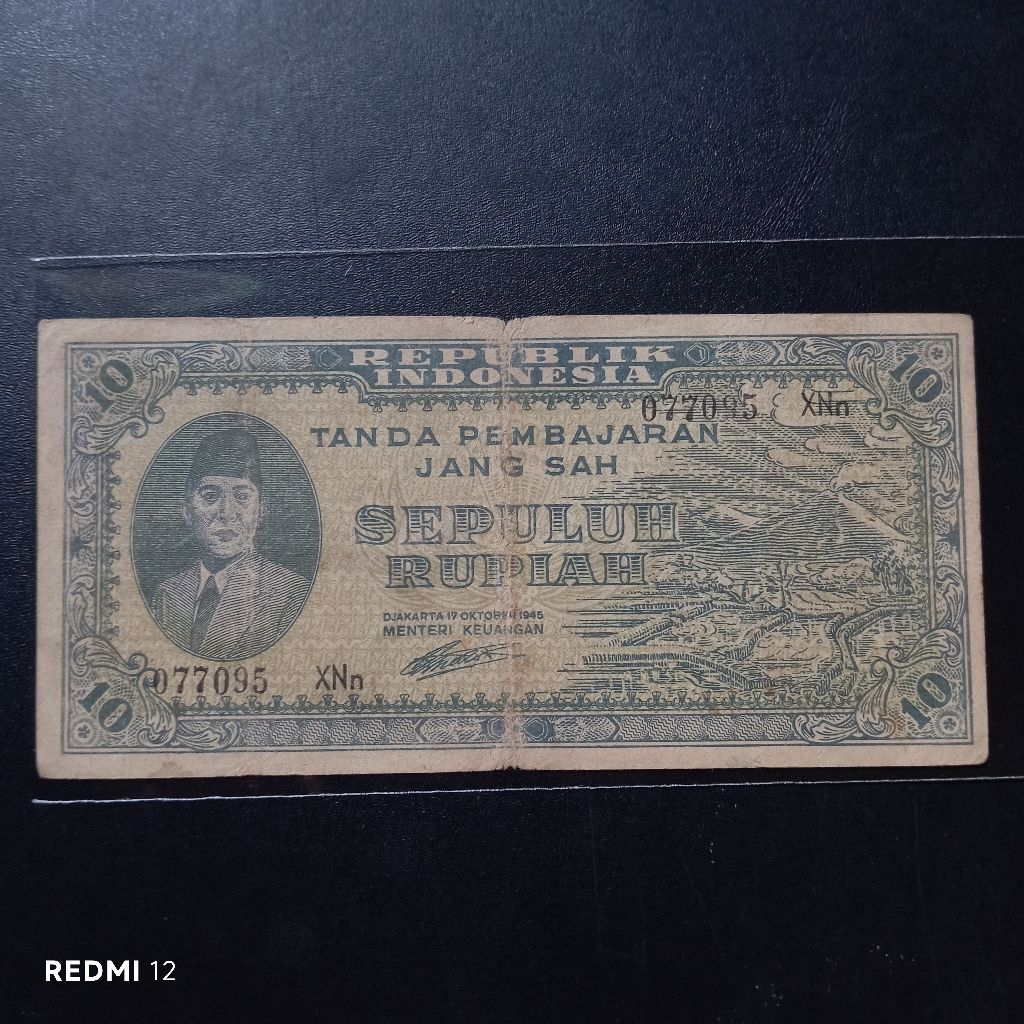 REPUBLIK
INDONESIA
10
10
077095 XNn
TANDA PEMBAJARAN
JANG SAH
SEPULUH
RUPIAH
DJAKARTA 17 OKTOBER 1945
MENTERI KEUANGAN
077095 XNn
10
10
REDMI 12